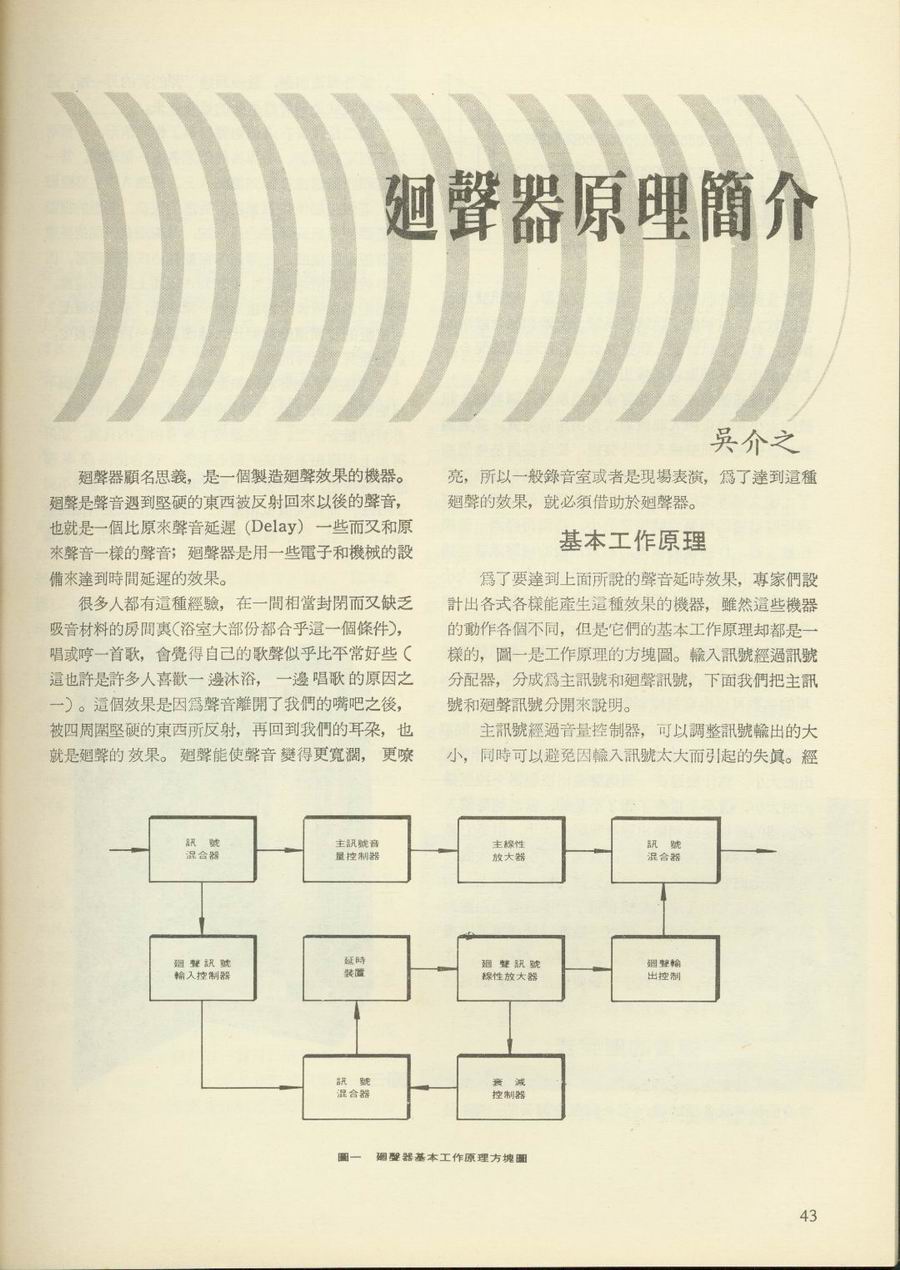 廻聲器原理簡介
吳介之
廻聲器顧名思義，是一個製造廻聲效果的機器。
廻聲是聲音遇到堅硬的東西被反射回來以後的聲音，
也就是一個比原來聲音延遲（Delay）一些而又和原
來聲音一樣的聲音；廻聲器是用一些電子和機械的設
備來達到時間延遲的效果。
很多人都有這種經驗，在一間相當封閉而又缺乏
吸音材料的房間裏（浴室大部份都合乎這一個條件），
唱或哼一首歌，會覺得自己的歌聲似乎比平常好些（
這也許是許多人喜歡一邊沐浴，一邊唱歌的原因之
一）。這個效果是因爲聲音離開了我們的嘴吧之後，
被四周圍堅硬的東西所反射，再回到我們的耳朶，也
就是廻聲的效果。廻聲能使聲音變得更寬濶，更嘹
亮，所以一般錄音室或者是現場表演，爲了達到這種
廻聲的效果，就必須借助於廻聲器。
基本工作原理
爲了要達到上面所說的聲音延時效果，專家們設
計出各式各樣能產生這種效果的機器，雖然這些機器
的動作各個不同，但是它們的基本工作原理却都是一
樣的，圖一是工作原理的方塊圖。輸入訊號經過訊號
分配器，分成爲主訊號和廻聲訊號，下面我們把主訊
號和廻聲訊號分開來說明。
主訊號經過音量控制器，可以調整訊號輸出的大
小，同時可以避免因輸入訊號太大而引起的失眞。經
訊號
混合器
主訊號音
量控制器
主線性
放大器
訊號
混合器
廻聲訊號
輸入控制器
延時
裝置
廻聲訊號
線性放大器
廻聲輸
出控制
訊號
混合器
衰減
控制器
圖一 廻聲器基本工作原理方塊圖
43